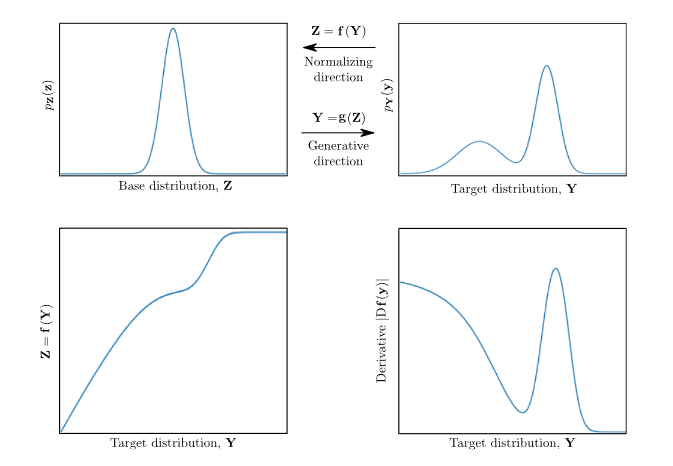 Z = f (Y)
Normalizing
direction
Y =g(Z)
Generative
direction
p_Z(z)
Base distribution, Z
p_Y(y)
Target distribution, Y
Z = f (Y)
Target distribution, Y
Derivative |Df(y)|
Target distribution, Y